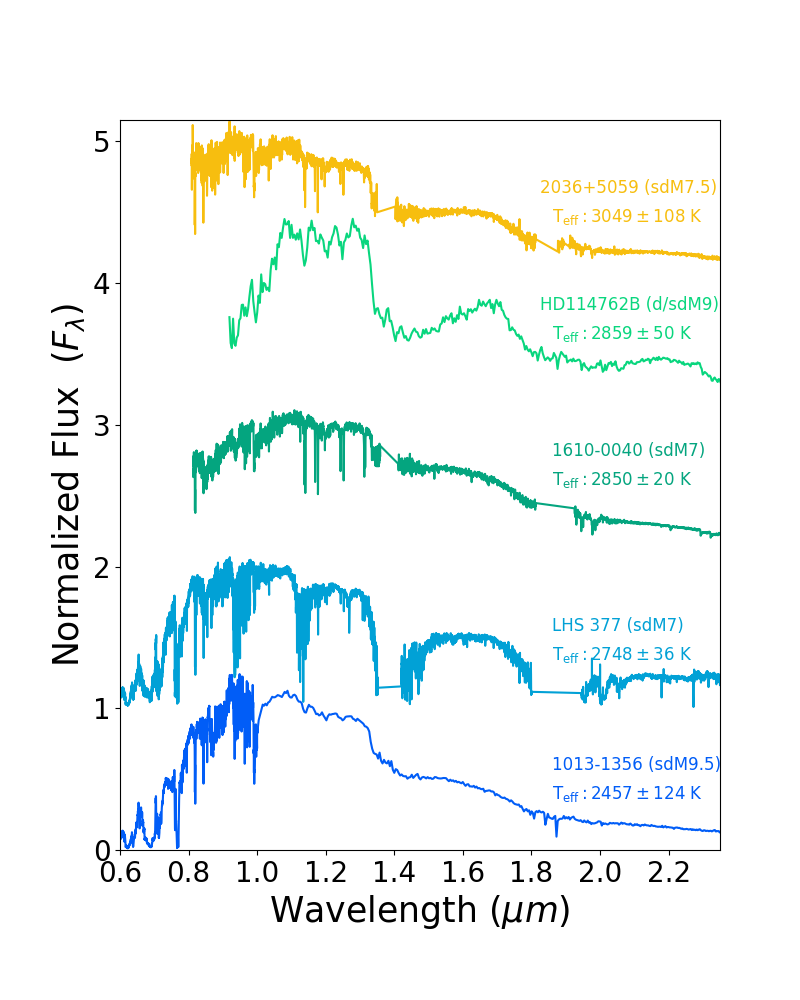 5
2036+5059 (sdM7.5)
T_eff : 3049 ± 108 K
4
HD114762B (d/sdM9)
T_eff : 2859 ± 50 K
3
1610-0040 (sdM7)
T_eff : 2850 ± 20 K
2
LHS 377 (sdM7)
T_eff : 2748 ± 36 K
1
1013-1356 (sdM9.5)
T_eff : 2457 ± 124 K
0
Normalized Flux (F_λ)
0.6 0.8 1.0 1.2 1.4 1.6 1.8 2.0 2.2
Wavelength (μm)